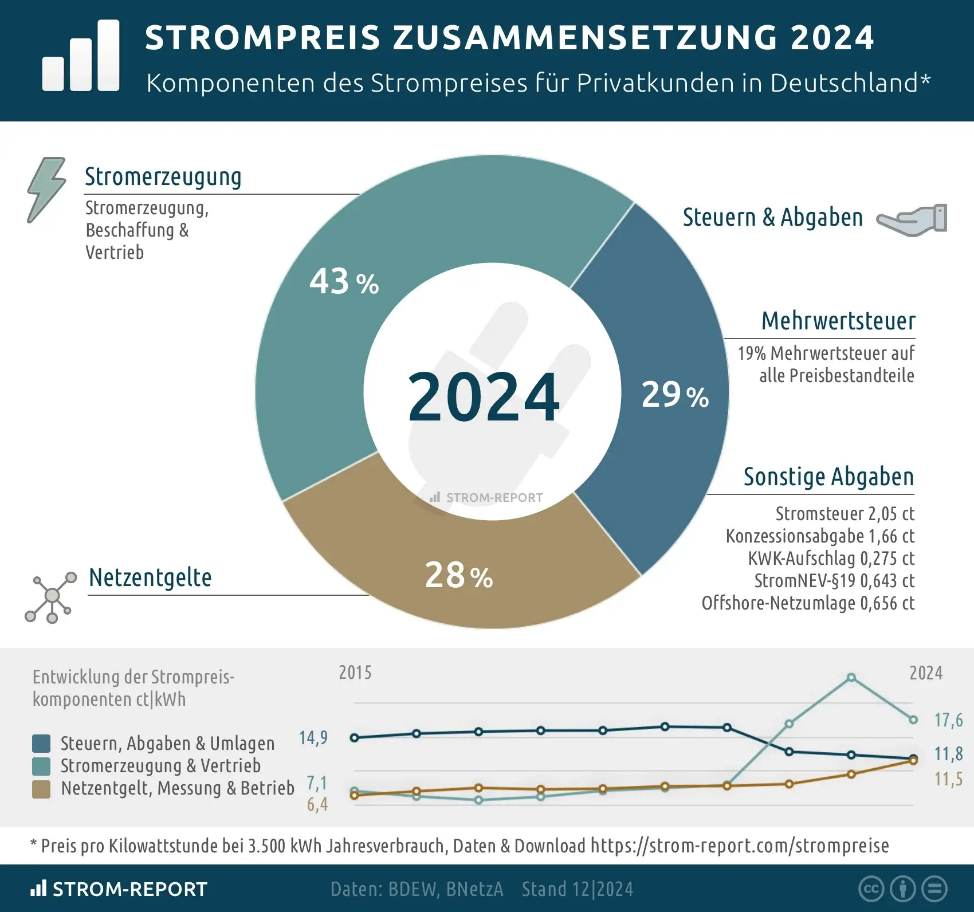 STROMPREIS ZUSAMMENSETZUNG 2024
Komponenten des Strompreises für Privatkunden in Deutschland*
Stromerzeugung
Stromerzeugung,
Beschaffung &
Vertrieb
43 %
Steuern & Abgaben
Mehrwertsteuer
19% Mehrwertsteuer auf
alle Preisbestandteile
2024
29 %
STROM-REPORT
Sonstige Abgaben
Stromsteuer 2,05 ct
Konzessionsabgabe 1,66 ct
KWK-Aufschlag 0,275 ct
StromNEV-§19 0,643 ct
Offshore-Netzumlage 0,656 ct
Netzentgelte
28 %
Entwicklung der Strompreis-
komponenten ct|kWh
2015
2024
Steuern, Abgaben & Umlagen
Stromerzeugung & Vertrieb
Netzentgelt, Messung & Betrieb
14,9
7,1
6,4
17,6
11,8
11,5
* Preis pro Kilowattstunde bei 3.500 kWh Jahresverbrauch, Daten & Download https://strom-report.com/strompreise
STROM-REPORT
Daten: BDEW, BNetzA Stand 12|2024
cc